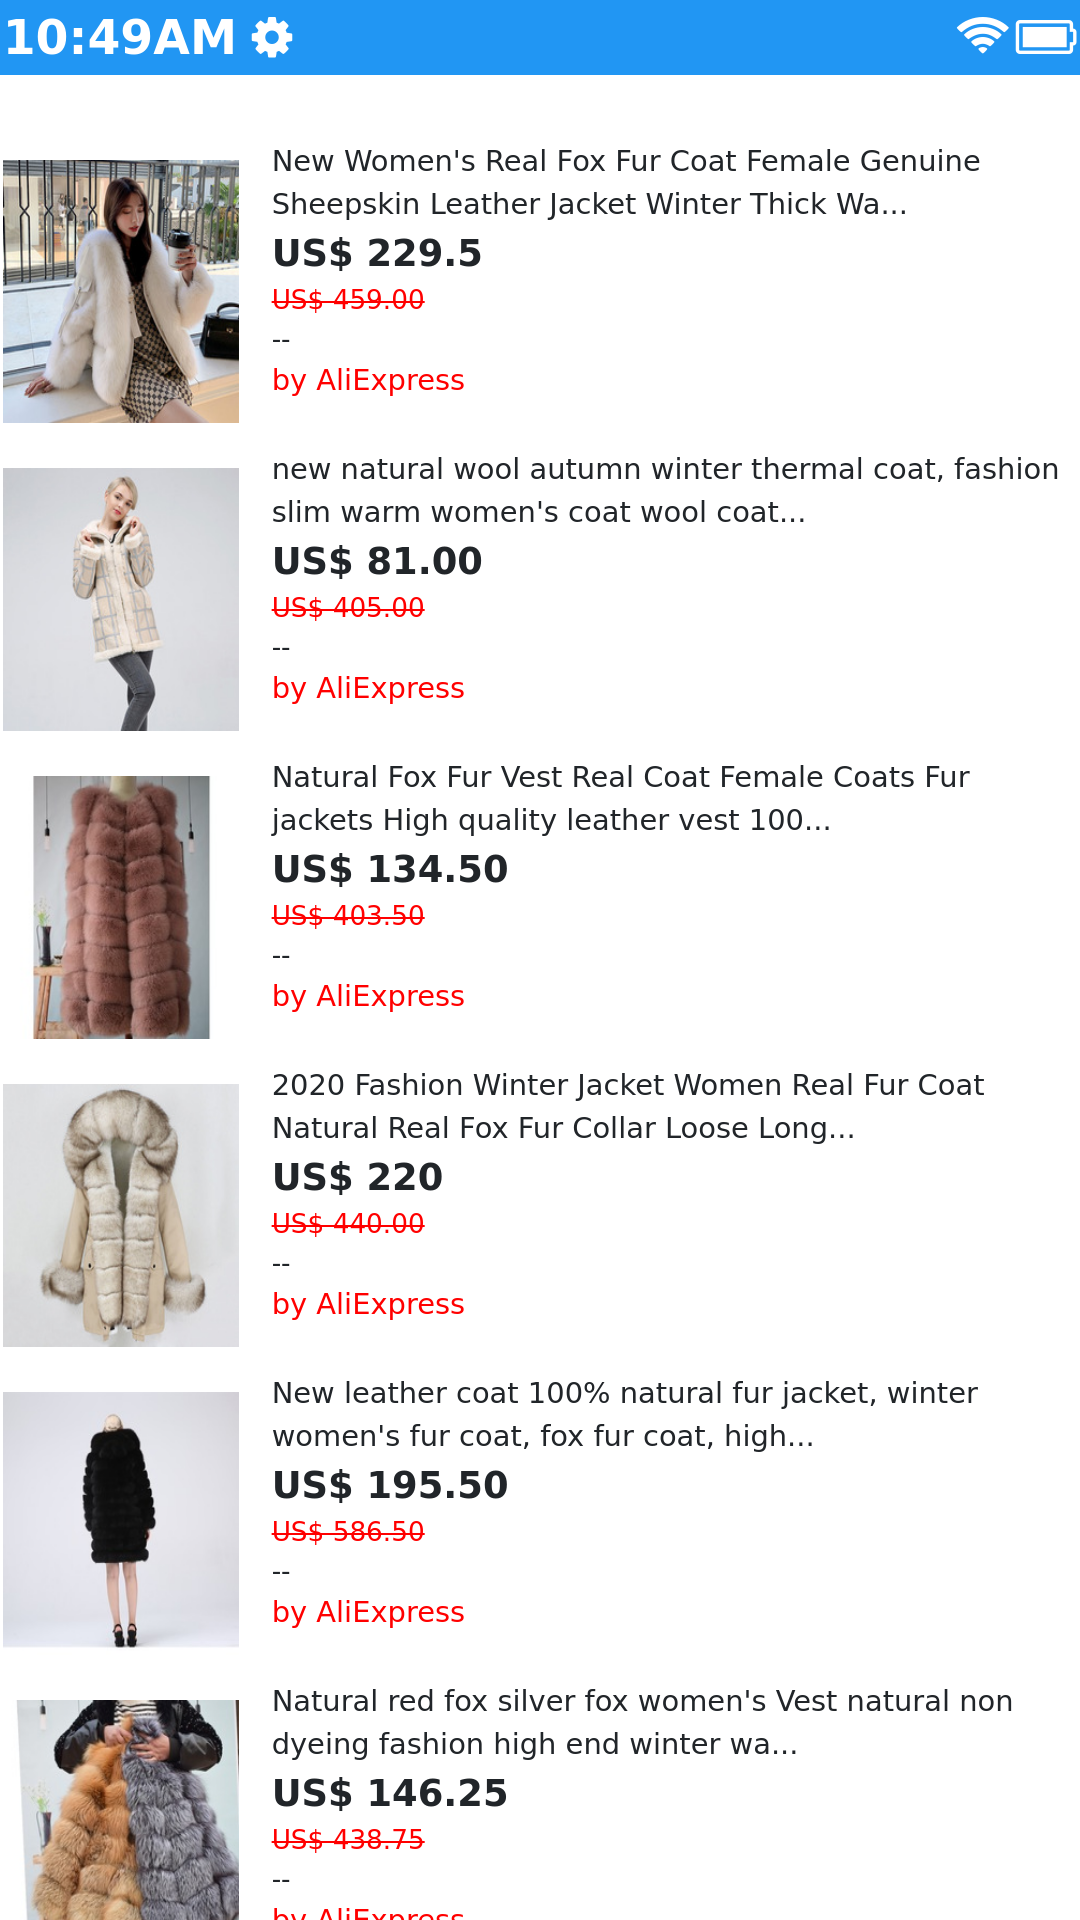 10:49AM
New Women's Real Fox Fur Coat Female Genuine
Sheepskin Leather Jacket Winter Thick Wa...
US$ 229.5
US$ 459.00
--
by AliExpress
new natural wool autumn winter thermal coat, fashion
slim warm women's coat wool coat...
US$ 81.00
US$ 405.00
--
by AliExpress
Natural Fox Fur Vest Real Coat Female Coats Fur
jackets High quality leather vest 100...
US$ 134.50
US$ 403.50
--
by AliExpress
2020 Fashion Winter Jacket Women Real Fur Coat
Natural Real Fox Fur Collar Loose Long...
US$ 220
US$ 440.00
--
by AliExpress
New leather coat 100% natural fur jacket, winter
women's fur coat, fox fur coat, high...
US$ 195.50
US$ 586.50
--
by AliExpress
Natural red fox silver fox women's Vest natural non
dyeing fashion high end winter wa...
US$ 146.25
US$ 438.75
--
by AliExpress